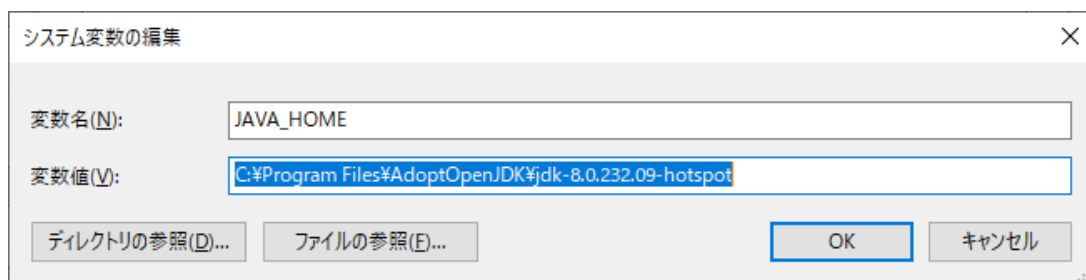 システム変数の編集
変数名(N): JAVA_HOME
変数値(V): C:¥Program Files¥AdoptOpenJDK¥jdk-8.0.232.09-hotspot
ディレクトリの参照(D)... ファイルの参照(F)... OK キャンセル